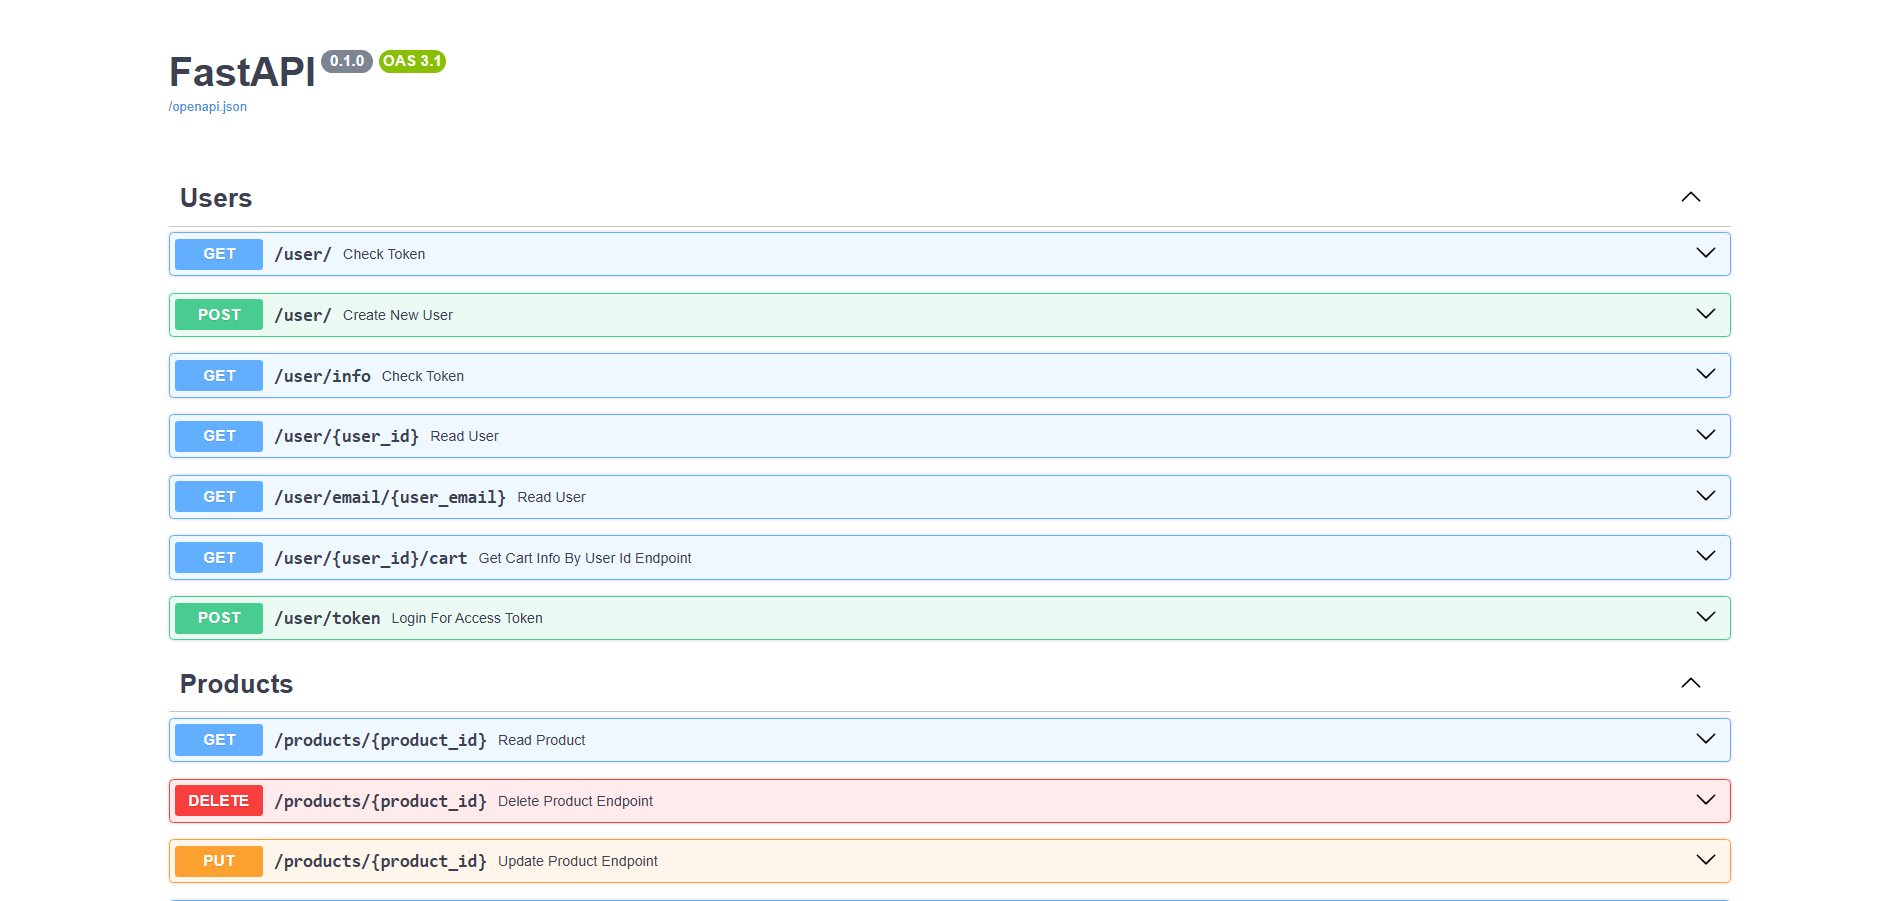 FastAPI 0.1.0 OAS 3.1
/openapi.json
Users
GET /user/ Check Token
POST /user/ Create New User
GET /user/info Check Token
GET /user/{user_id} Read User
GET /user/email/{user_email} Read User
GET /user/{user_id}/cart Get Cart Info By User Id Endpoint
POST /user/token Login For Access Token
Products
GET /products/{product_id} Read Product
DELETE /products/{product_id} Delete Product Endpoint
PUT /products/{product_id} Update Product Endpoint